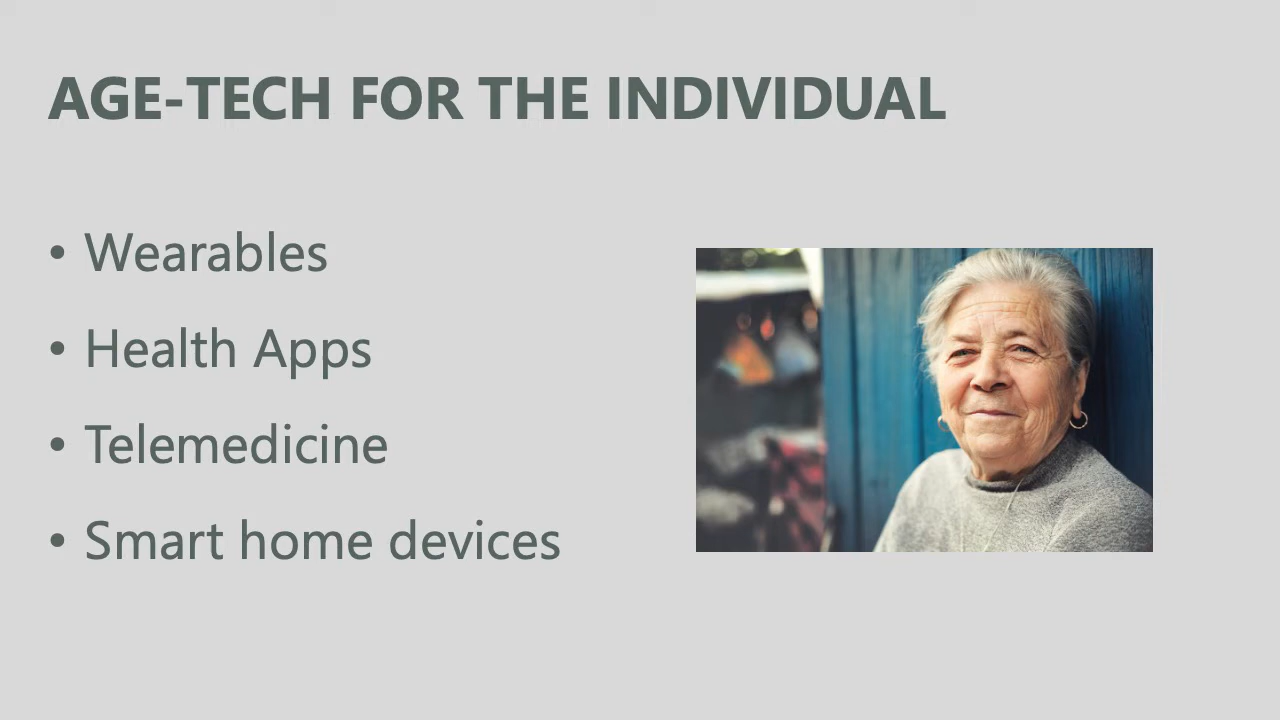 AGE-TECH FOR THE INDIVIDUAL
• Wearables
• Health Apps
• Telemedicine
• Smart home devices